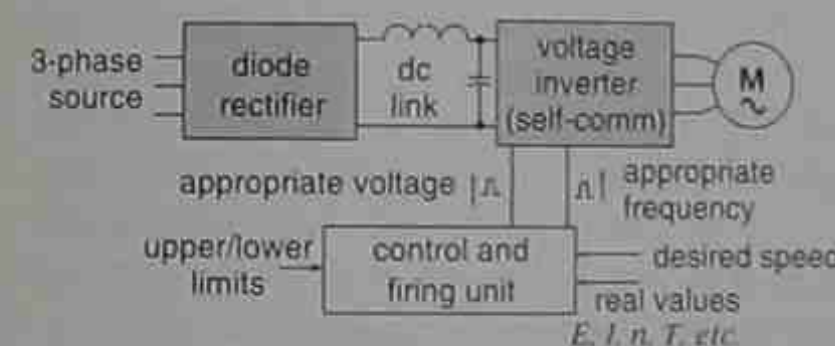 3-phase
source
diode
rectifier
dc
link
voltage
inverter
(self-comm)
M
appropriate voltage
appropriate
frequency
upper/lower
limits
control and
firing unit
desired speed
real values
E, I, n, T, etc.